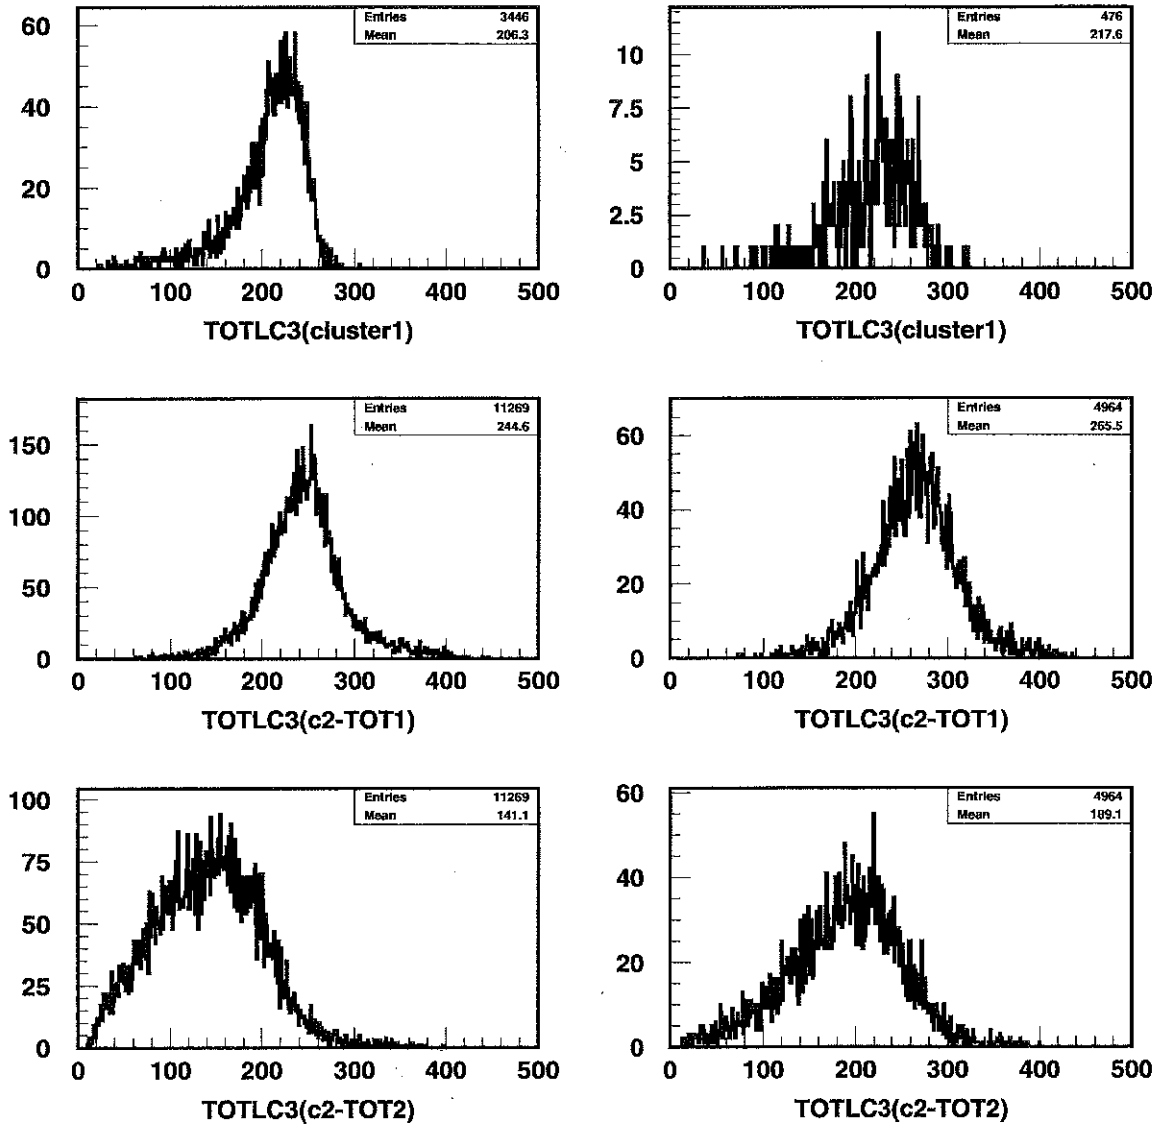 Entries 3446
Mean 206.3
60
40
20
0
0 100 200 300 400 500
TOTLC3(cluster1)
Entries 476
Mean 217.6
10
7.5
5
2.5
0
0 100 200 300 400 500
TOTLC3(cluster1)
Entries 11269
Mean 244.6
150
100
50
0
0 100 200 300 400 500
TOTLC3(c2-TOT1)
Entries 4964
Mean 265.5
60
40
20
0
0 100 200 300 400 500
TOTLC3(c2-TOT1)
Entries 11269
Mean 141.1
100
75
50
25
0
0 100 200 300 400 500
TOTLC3(c2-TOT2)
Entries 4964
Mean 189.1
60
40
20
0
0 100 200 300 400 500
TOTLC3(c2-TOT2)